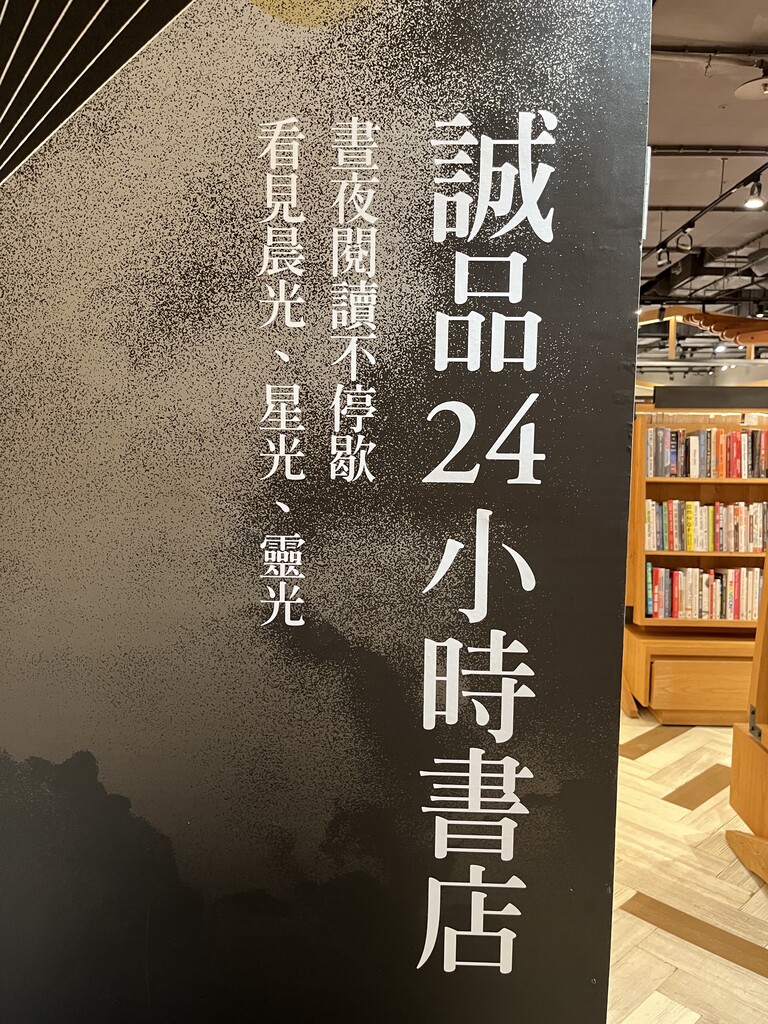 誠品24小時書店
晝夜閱讀不停歇
看見晨光、星光、靈光